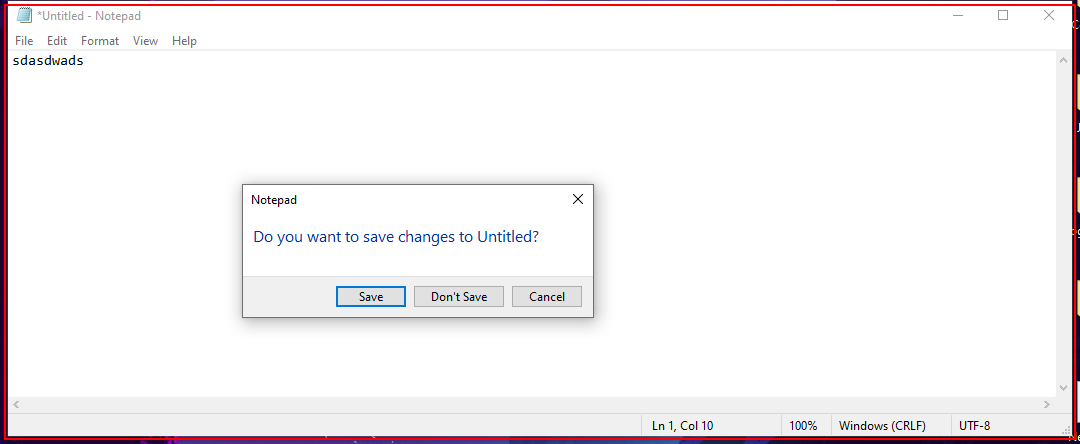 *Untitled - Notepad
File Edit Format View Help
sdasdwads
Notepad
Do you want to save changes to Untitled?
Save Don't Save Cancel
Ln 1, Col 10 100% Windows (CRLF) UTF-8